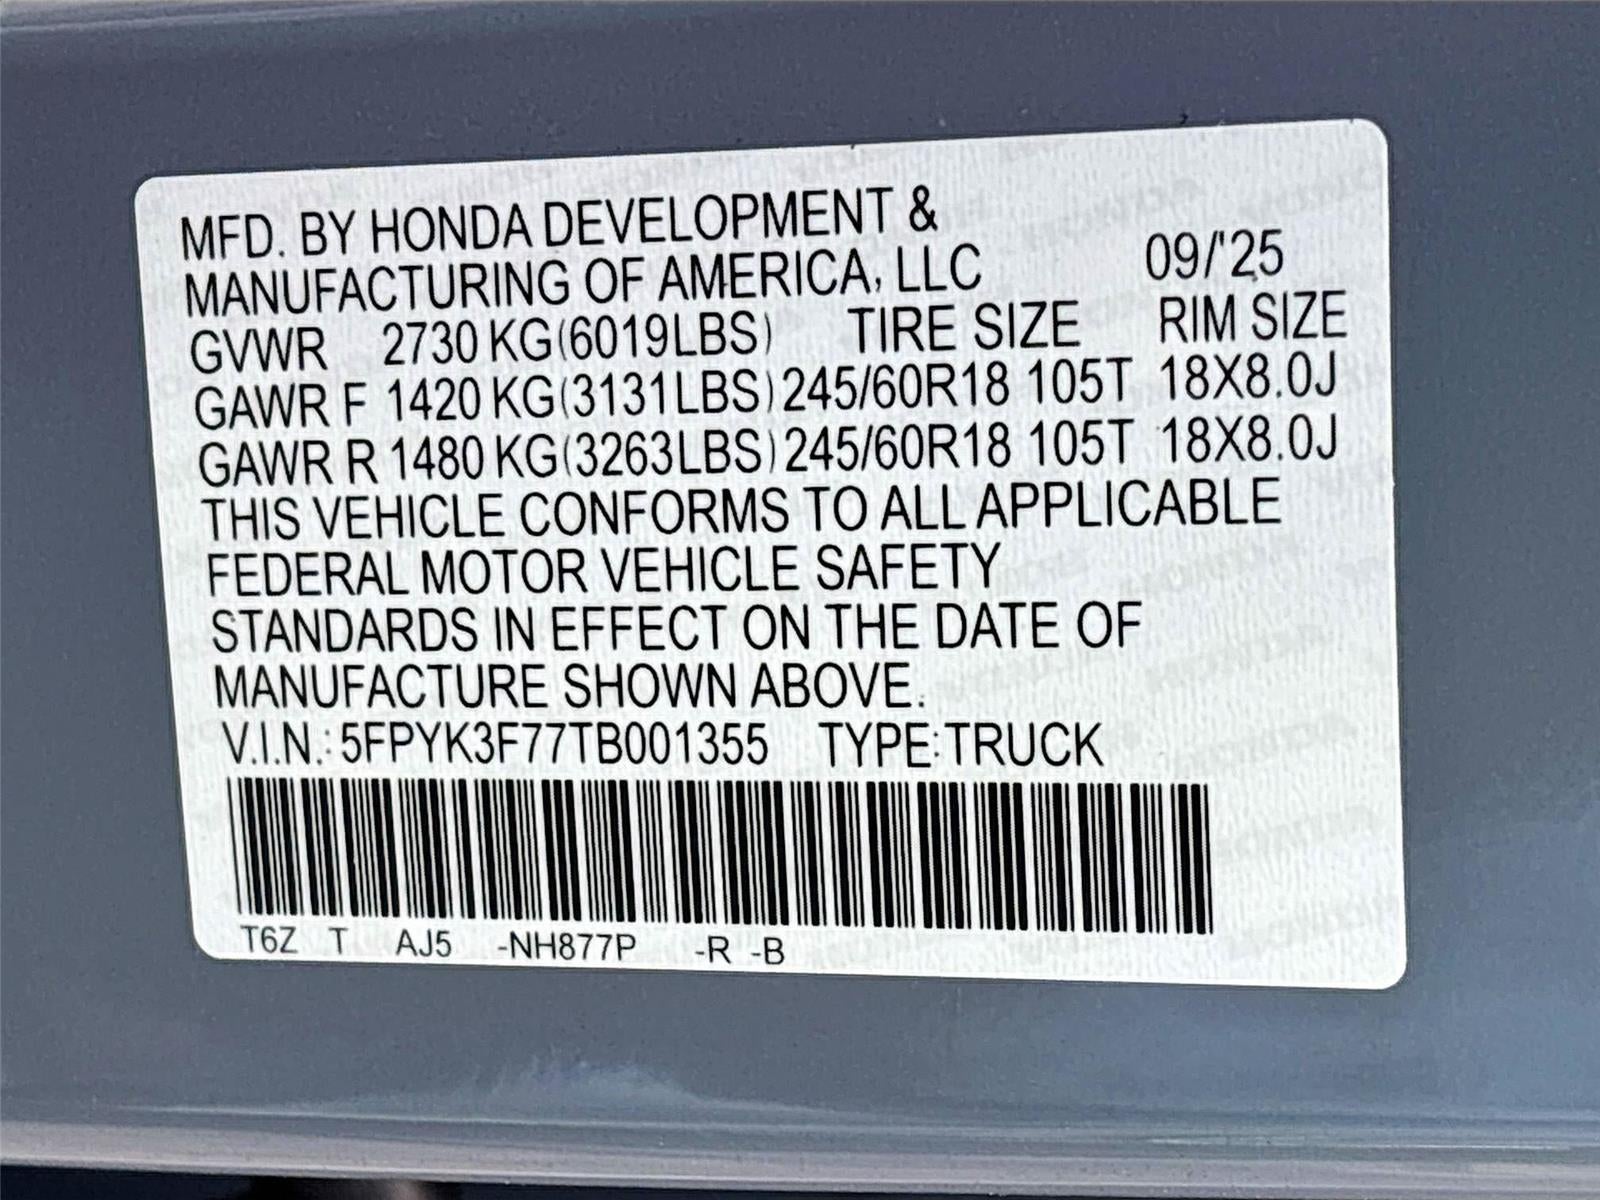 MFD. BY HONDA DEVELOPMENT &
MANUFACTURING OF AMERICA, LLC 09/'25
GVWR 2730 KG(6019LBS) TIRE SIZE RIM SIZE
GAWR F 1420 KG(3131LBS) 245/60R18 105T 18X8.0J
GAWR R 1480 KG(3263LBS) 245/60R18 105T 18X8.0J
THIS VEHICLE CONFORMS TO ALL APPLICABLE
FEDERAL MOTOR VEHICLE SAFETY
STANDARDS IN EFFECT ON THE DATE OF
MANUFACTURE SHOWN ABOVE.
V.I.N.: 5FPYK3F77TB001355 TYPE: TRUCK
T6Z T AJ5 -NH877P -R -B